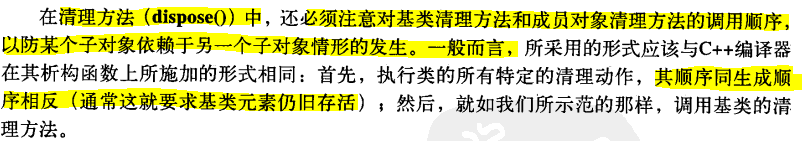 在清理方法（dispose()）中，还必须注意对基类清理方法和成员对象清理方法的调用顺序，
以防某个子对象依赖于另一个子对象情形的发生。一般而言，所采用的形式应该与C++编译器
在其析构函数上所施加的形式相同：首先，执行类的所有特定的清理动作，其顺序同生成顺
序相反（通常这就要求基类元素仍旧存活）；然后，就如我们所示范的那样，调用基类的清
理方法。